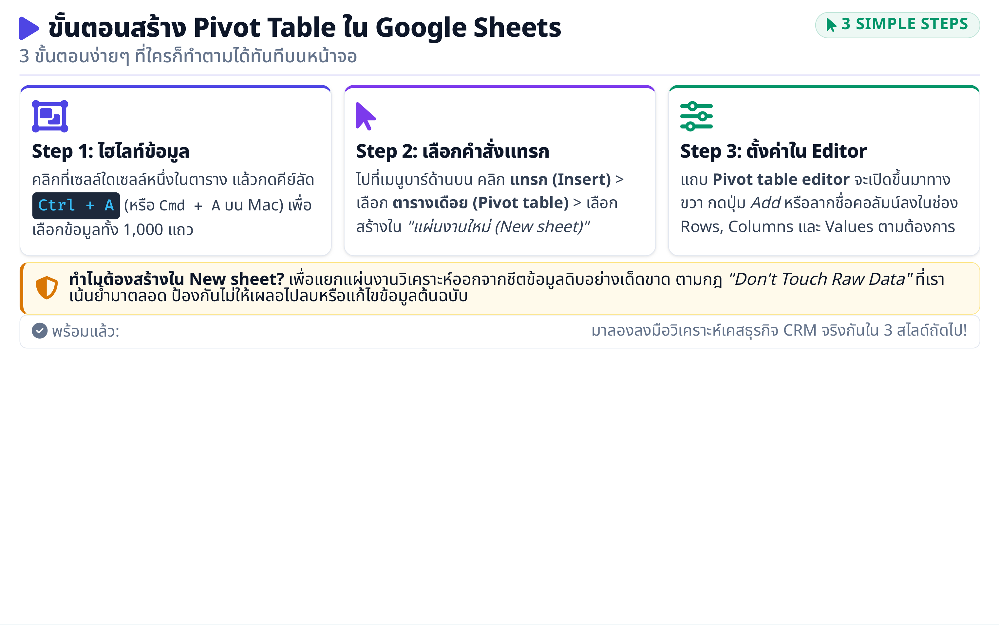 ขั้นตอนสร้าง Pivot Table ใน Google Sheets
3 SIMPLE STEPS
3 ขั้นตอนง่ายๆ ที่ใครก็ทำตามได้ทันทีบนหน้าจอ
Step 1: ไฮไลท์ข้อมูล
คลิกที่เซลล์ใดเซลล์หนึ่งในตาราง แล้วกดคีย์ลัด
Ctrl + A (หรือ Cmd + A บน Mac) เพื่อ
เลือกข้อมูลทั้ง 1,000 แถว
Step 2: เลือกคำสั่งแทรก
ไปที่เมนูบาร์ด้านบน คลิก แทรก (Insert) >
เลือก ตารางเดือย (Pivot table) > เลือก
สร้างใน "แผ่นงานใหม่ (New sheet)"
Step 3: ตั้งค่าใน Editor
แถบ Pivot table editor จะเปิดขึ้นมาทาง
ขวา กดปุ่ม Add หรือลากชื่อคอลัมน์ลงในช่อง
Rows, Columns และ Values ตามต้องการ
ทำไมต้องสร้างใน New sheet? เพื่อแยกแผ่นงานวิเคราะห์ออกจากชีตข้อมูลดิบอย่างเด็ดขาด ตามกฎ "Don't Touch Raw Data" ที่เรา
เน้นย้ำมาตลอด ป้องกันไม่ให้เผลอไปลบหรือแก้ไขข้อมูลต้นฉบับ
พร้อมแล้ว:
มาลองลงมือวิเคราะห์เคสธุรกิจ CRM จริงกันใน 3 สไลด์ถัดไป!